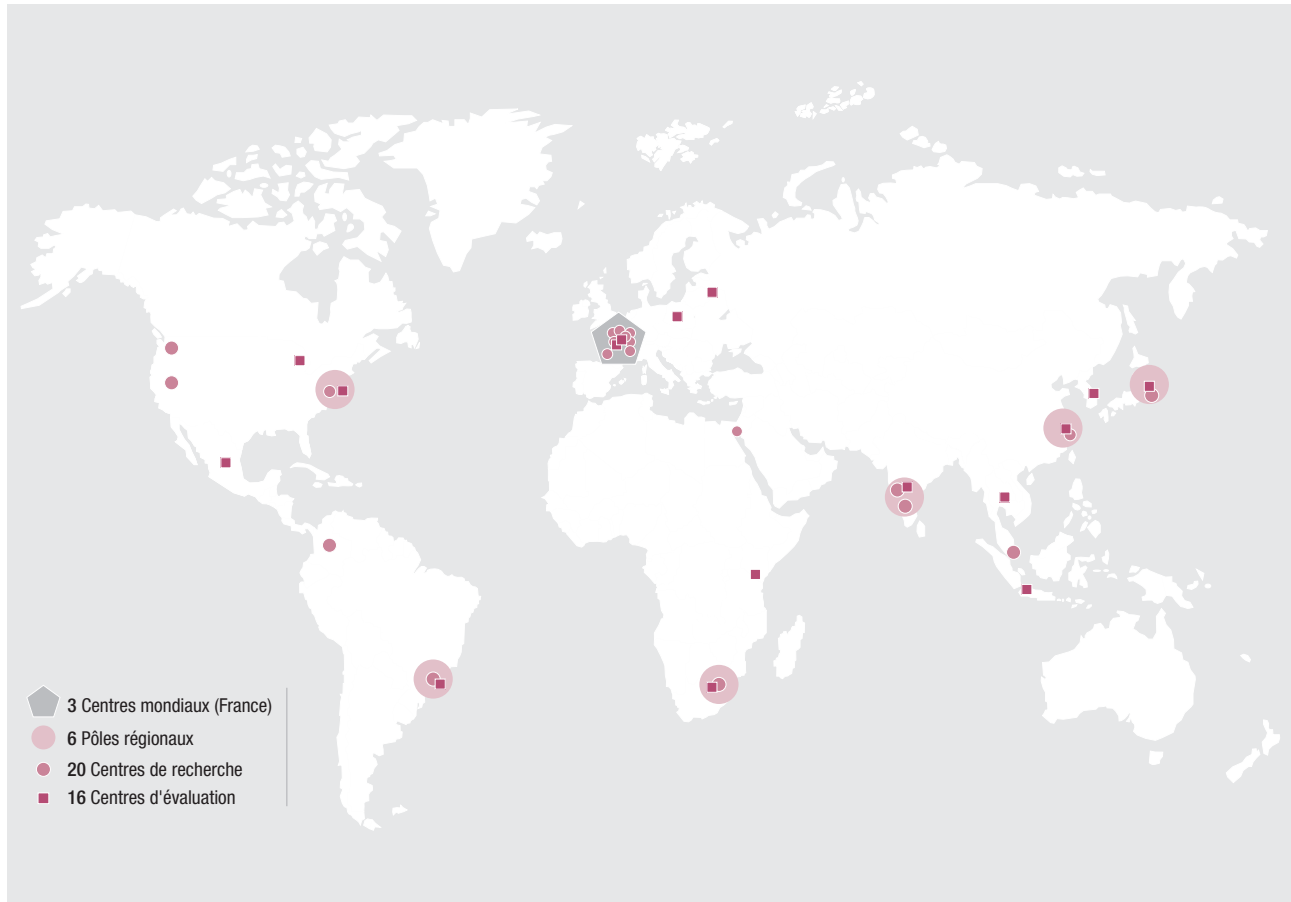 3 Centres mondiaux (France)
6 Pôles régionaux
20 Centres de recherche
16 Centres d'évaluation